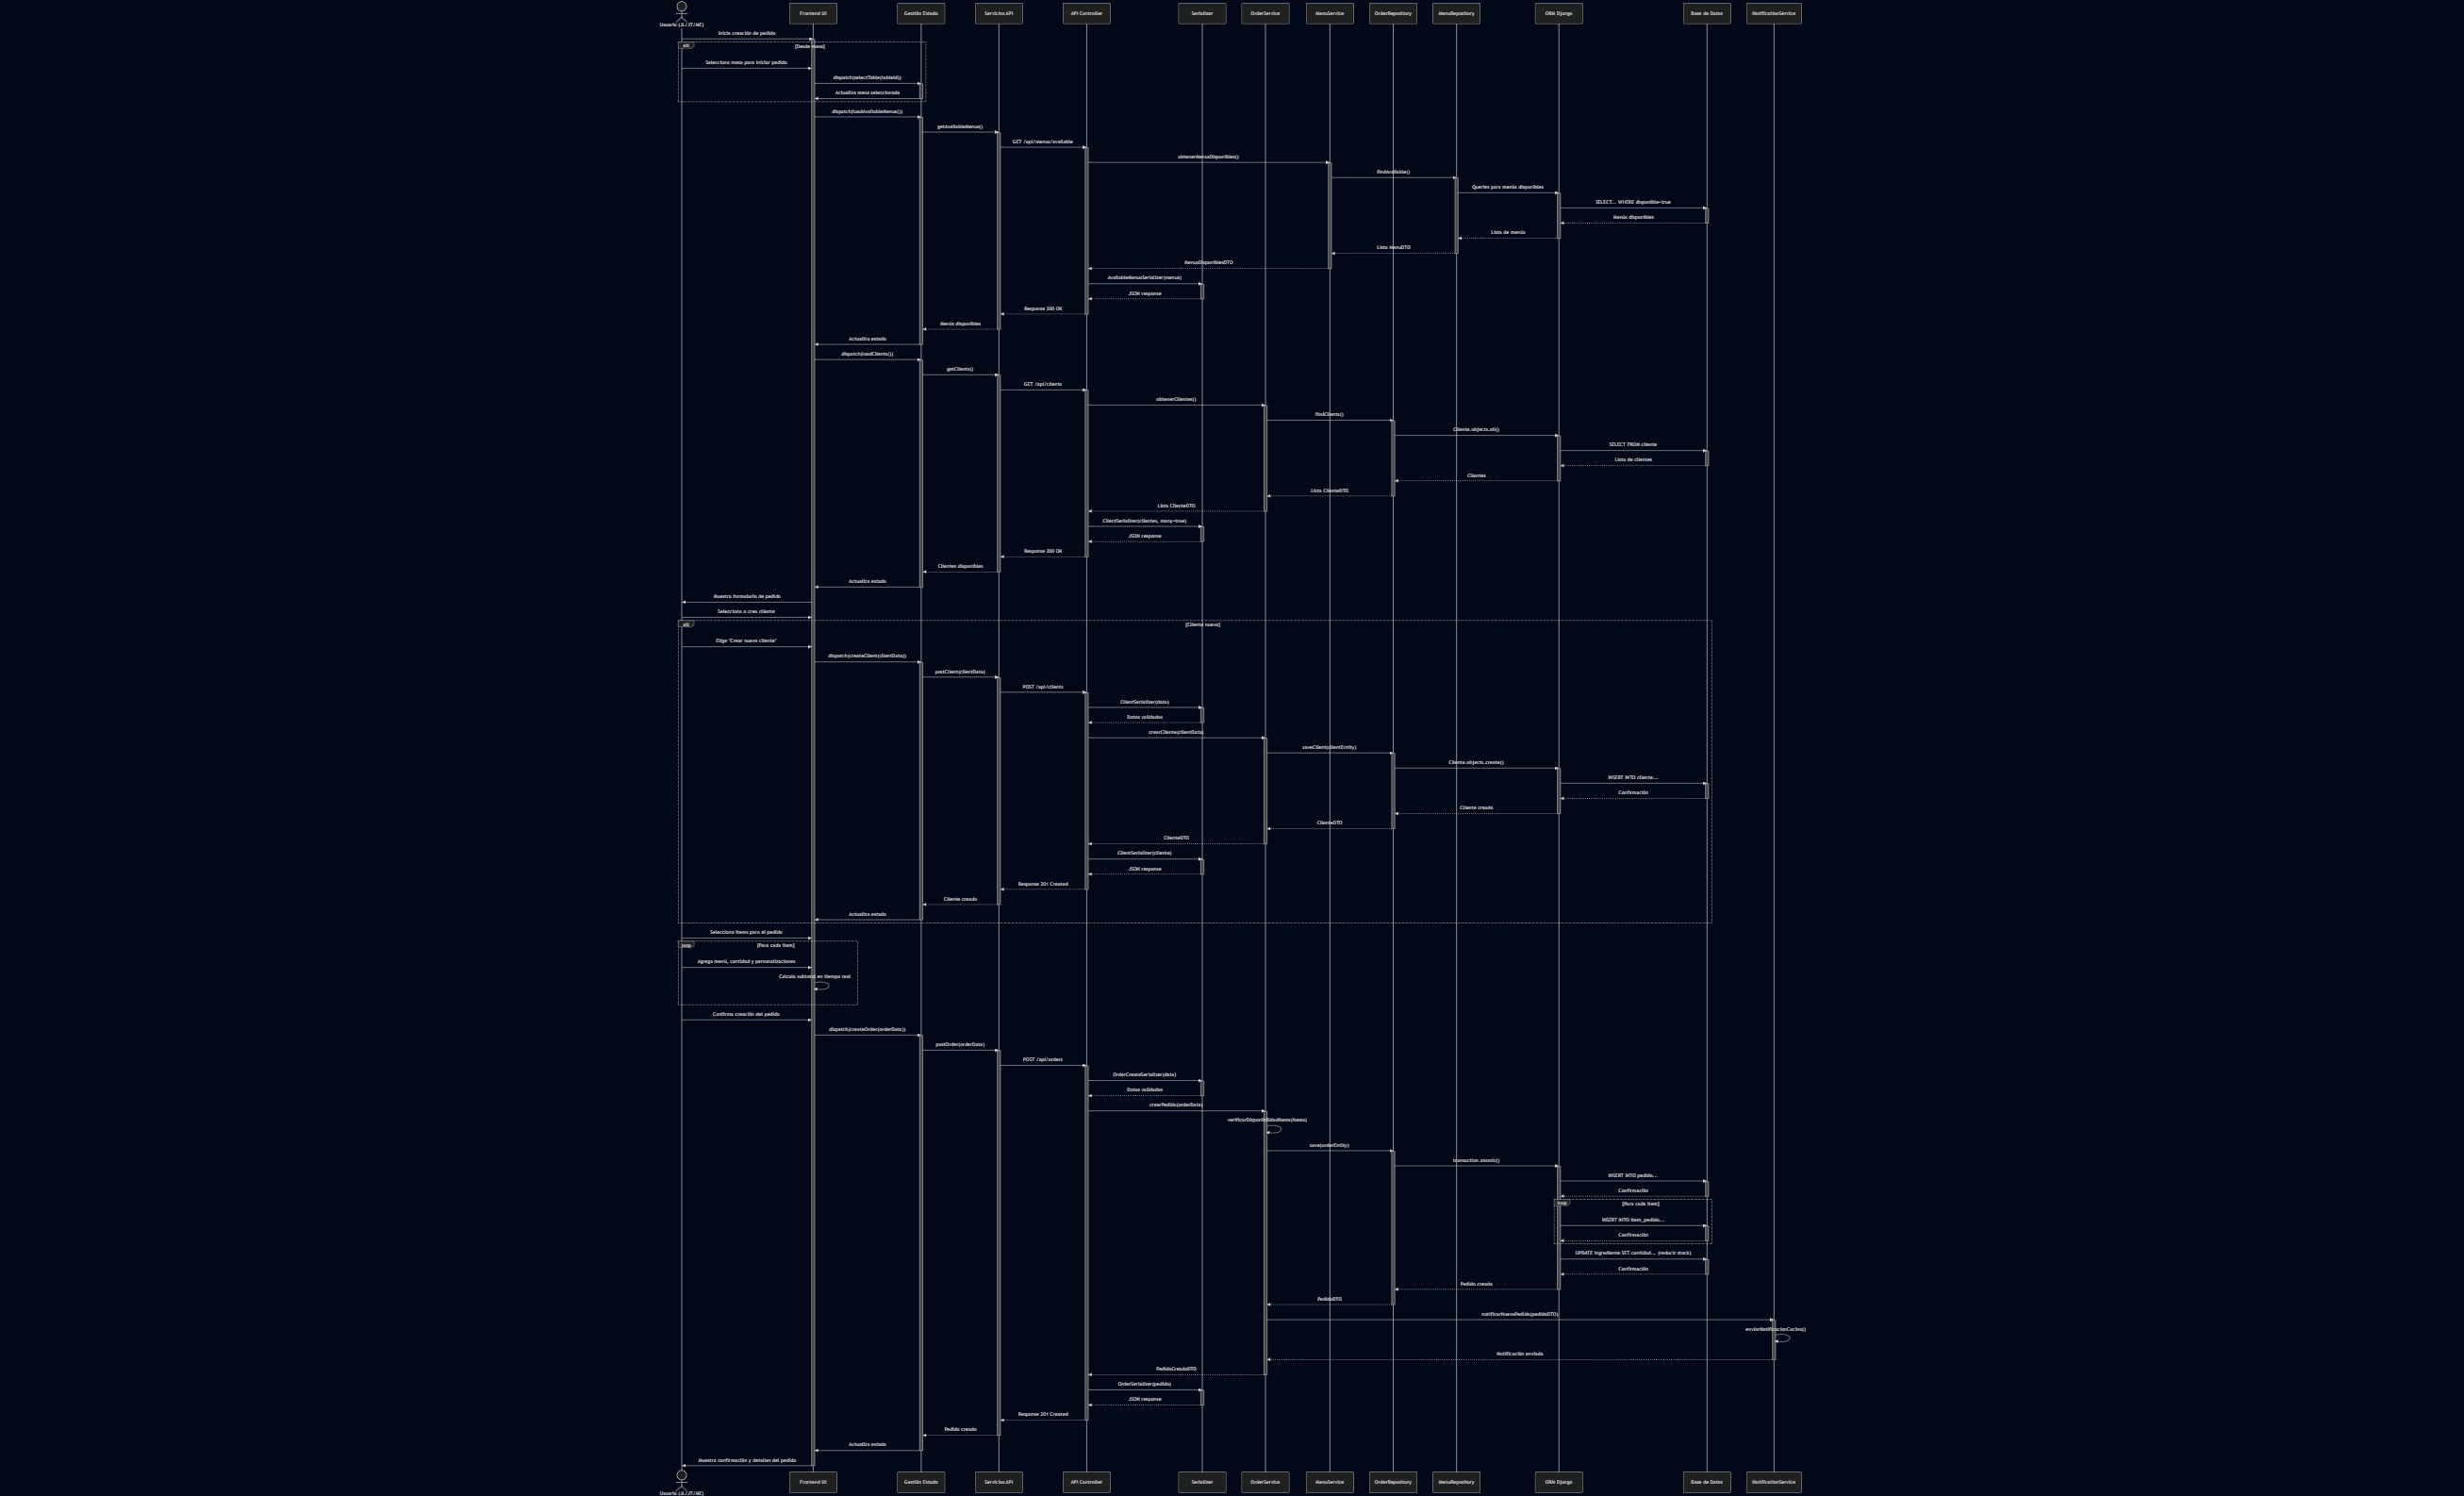 Usuario (JL/JT/ME)
Frontend UI
Gestión Estado
Servicios API
API Controller
Serializer
OrderService
MenuService
OrderRepository
MenuRepository
ORM Django
Base de Datos
NotificationService
Inicia creación de pedido
alt
[Desde mesa]
Selecciona mesa para iniciar pedido
dispatch(selectTable(tableId))
Actualiza mesa seleccionada
dispatch(loadAvailableMenus())
getAvailableMenus()
GET /api/menus/available
obtenerMenusDisponibles()
findAvailable()
Queries para menús disponibles
SELECT... WHERE disponible=true
Menús disponibles
Lista de menús
Lista MenuDTO
MenusDisponiblesDTO
AvailableMenusSerializer(menus)
JSON response
Response 200 OK
Menús disponibles
Actualiza estado
dispatch(loadClients())
getClients()
GET /api/clients
obtenerClientes()
findClients()
Cliente.objects.all()
SELECT FROM cliente
Lista de clientes
Clientes
Lista ClienteDTO
Lista ClienteDTO
ClientSerializer(clientes, many=true)
JSON response
Response 200 OK
Clientes disponibles
Actualiza estado
Muestra formulario de pedido
Selecciona o crea cliente
alt
[Cliente nuevo]
Elige "Crear nuevo cliente"
dispatch(createClient(clientData))
postClient(clientData)
POST /api/clients
ClientSerializer(data)
Datos validados
crearCliente(clientData)
saveClient(clientEntity)
Cliente.objects.create()
INSERT INTO cliente...
Confirmación
Cliente creado
ClienteDTO
ClienteDTO
ClientSerializer(cliente)
JSON response
Response 201 Created
Cliente creado
Actualiza estado
Selecciona ítems para el pedido
loop
[Para cada ítem]
Agrega menú, cantidad y personalizaciones
Calcula subtotal en tiempo real
Confirma creación del pedido
dispatch(createOrder(orderData))
postOrder(orderData)
POST /api/orders
OrderCreateSerializer(data)
Datos validados
crearPedido(orderData)
verificarDisponibilidadItems(items)
save(orderEntity)
transaction.atomic()
INSERT INTO pedido...
Confirmación
loop
[Para cada ítem]
INSERT INTO item_pedido...
Confirmación
UPDATE ingrediente SET cantidad... (reducir stock)
Confirmación
Pedido creado
PedidoDTO
notificarNuevoPedido(pedidoDTO)
enviarNotificacionCocina()
Notificación enviada
PedidoCreadoDTO
OrderSerializer(pedido)
JSON response
Response 201 Created
Pedido creado
Actualiza estado
Muestra confirmación y detalles del pedido
Usuario (JL/JT/ME)
Frontend UI
Gestión Estado
Servicios API
API Controller
Serializer
OrderService
MenuService
OrderRepository
MenuRepository
ORM Django
Base de Datos
NotificationService